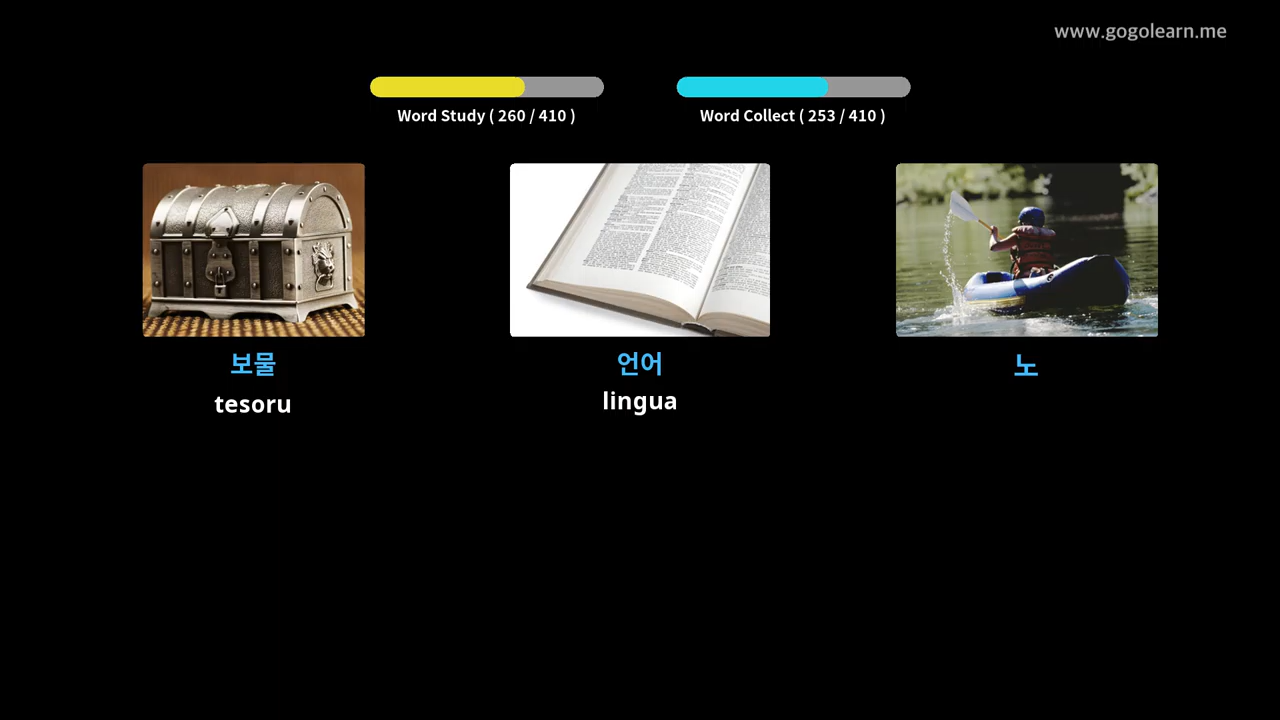 www.gogolearn.me
Word Study ( 260 / 410 )
Word Collect ( 253 / 410 )
보물
tesoru
언어
lingua
노